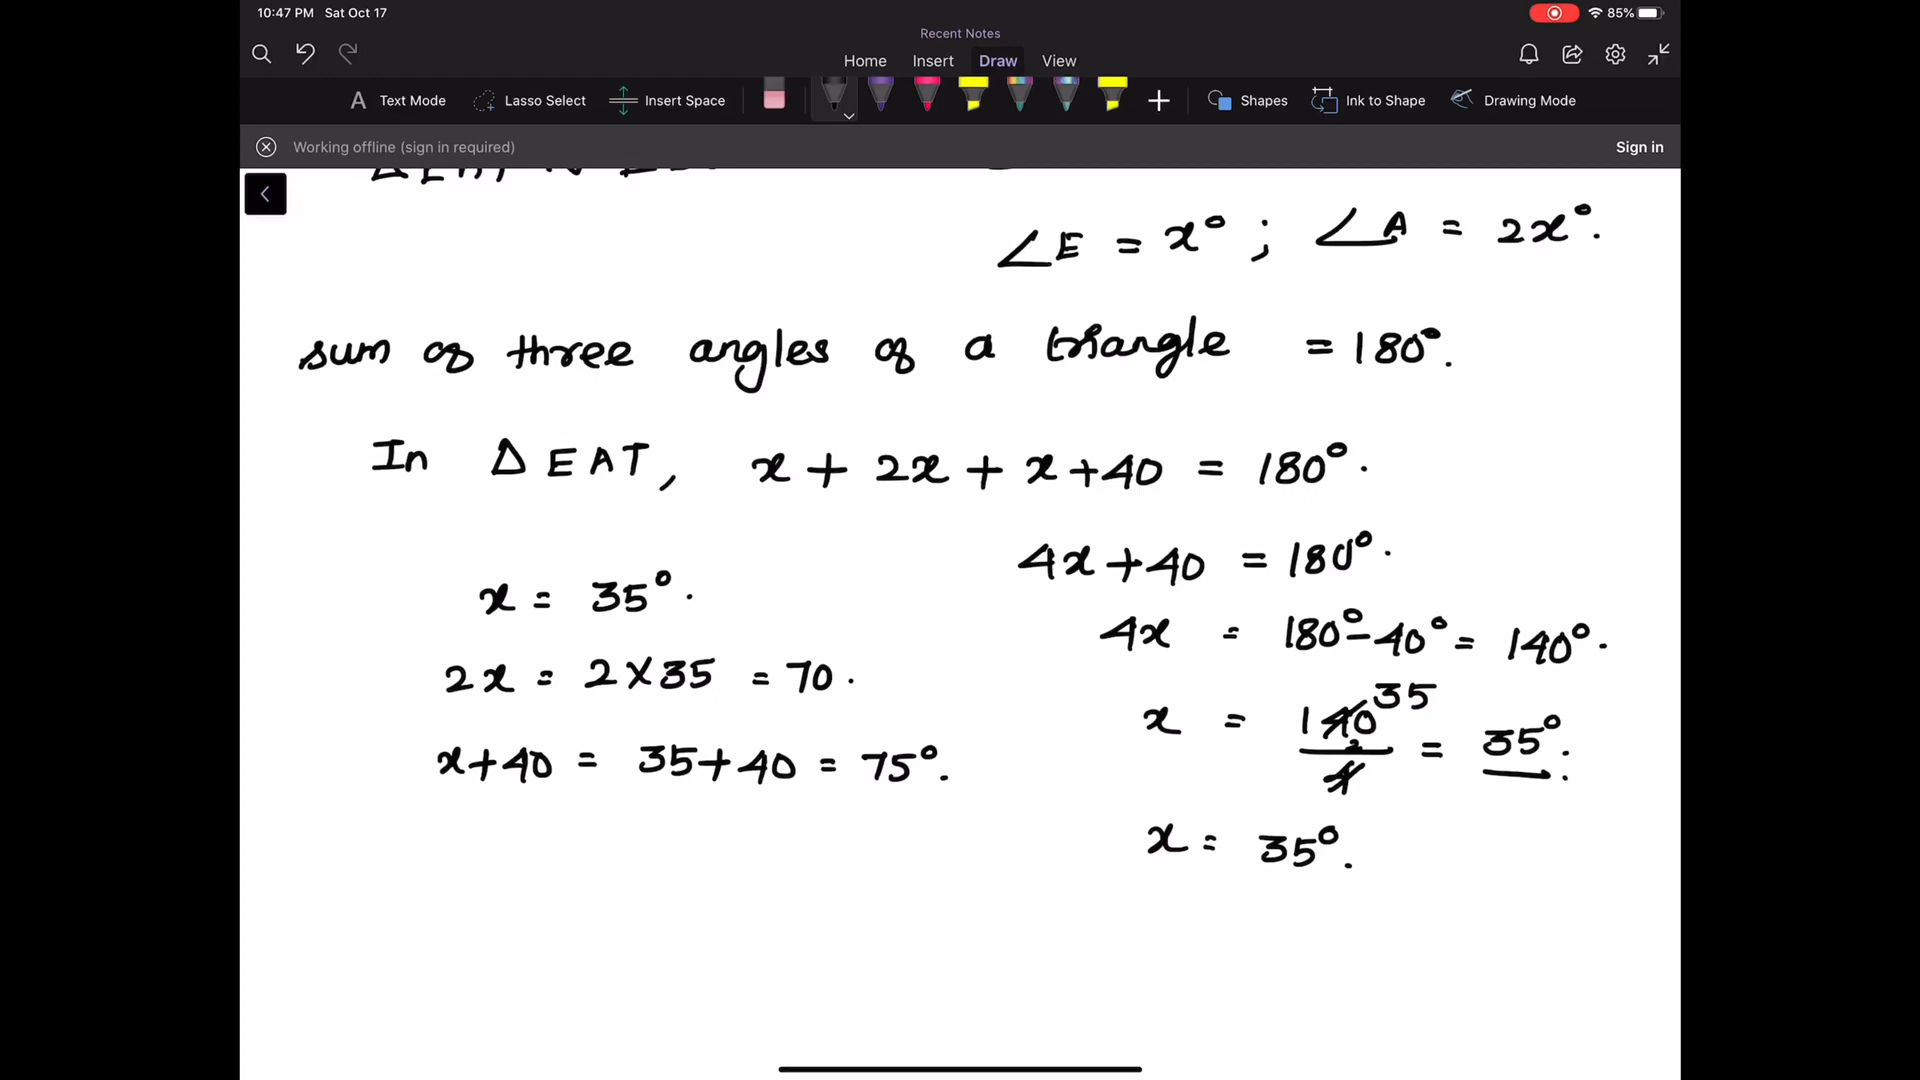 10:47 PM Sat Oct 17
85%
Recent Notes
Home Insert Draw View
A Text Mode Lasso Select Insert Space Shapes Ink to Shape Drawing Mode
Working offline (sign in required) Sign in
∠E = x° ; ∠A = 2x°.
sum of three angles of a triangle = 180°.
In Δ EAT, x + 2x + x + 40 = 180°.
4x + 40 = 180°.
x = 35°.
4x = 180° - 40° = 140°.
2x = 2 × 35 = 70.
x = 140/4 35 = 35°.
x + 40 = 35 + 40 = 75°.
x = 35°.